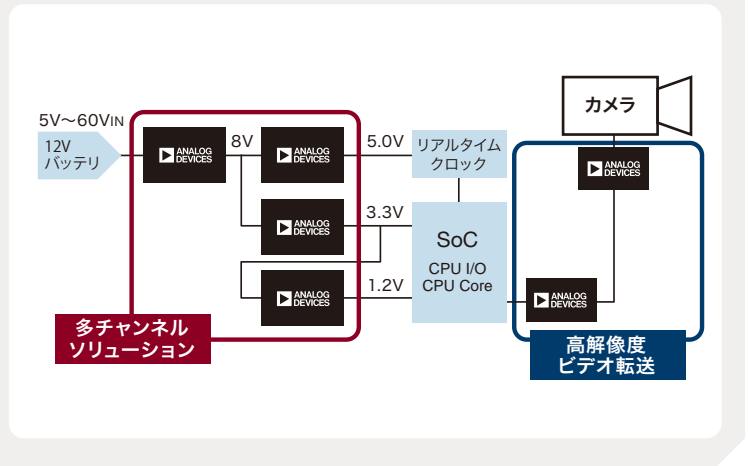 カメラ
5V～60VIN
12V
バッテリ
ANALOG
DEVICES
8V
ANALOG
DEVICES
5.0V
リアルタイム
クロック
ANALOG
DEVICES
ANALOG
DEVICES
3.3V
SoC
CPU I/O
CPU Core
ANALOG
DEVICES
1.2V
ANALOG
DEVICES
多チャンネル
ソリューション
高解像度
ビデオ転送